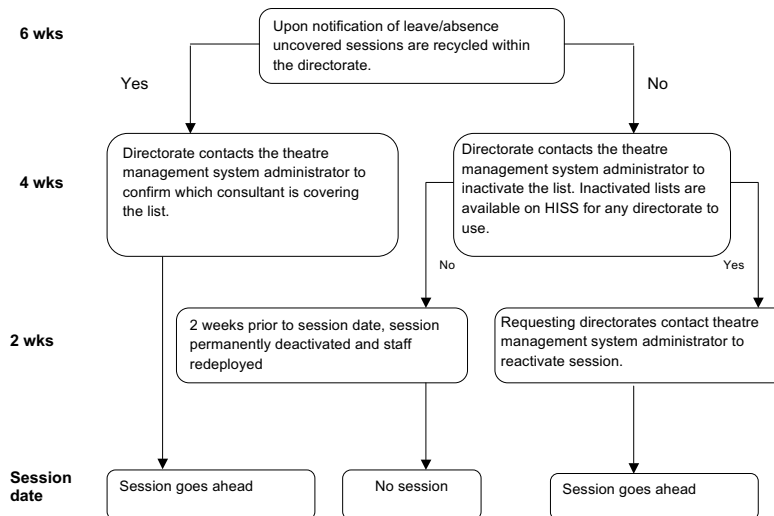 6 wks
Upon notification of leave/absence
uncovered sessions are recycled within
the directorate.
Yes
No
4 wks
Directorate contacts the theatre
management system administrator to
confirm which consultant is covering
the list.
Directorate contacts the theatre
management system administrator to
inactivate the list. Inactivated lists are
available on HISS for any directorate to
use.
No
Yes
2 wks
2 weeks prior to session date, session
permanently deactivated and staff
redeployed
Requesting directorates contact theatre
management system administrator to
reactivate session.
Session
date
Session goes ahead
No session
Session goes ahead